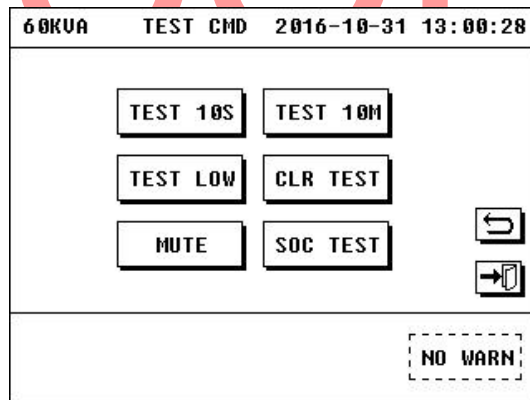 60KVA TEST CMD 2016-10-31 13:00:28
TEST 10S TEST 10M
TEST LOW CLR TEST
MUTE SOC TEST
NO WARN